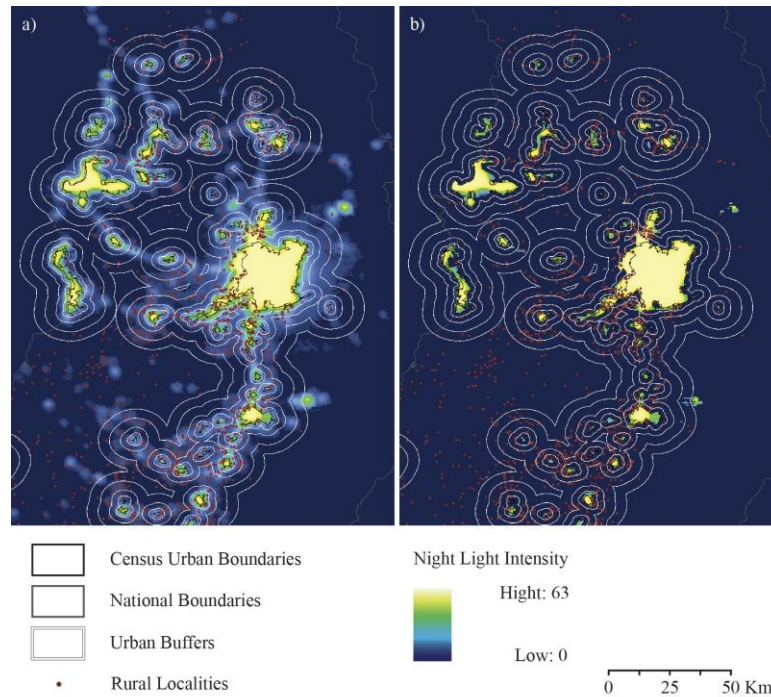 a)
b)
Census Urban Boundaries
National Boundaries
Urban Buffers
Rural Localities
Night Light Intensity
Hight: 63
Low: 0
0 25 50 Km